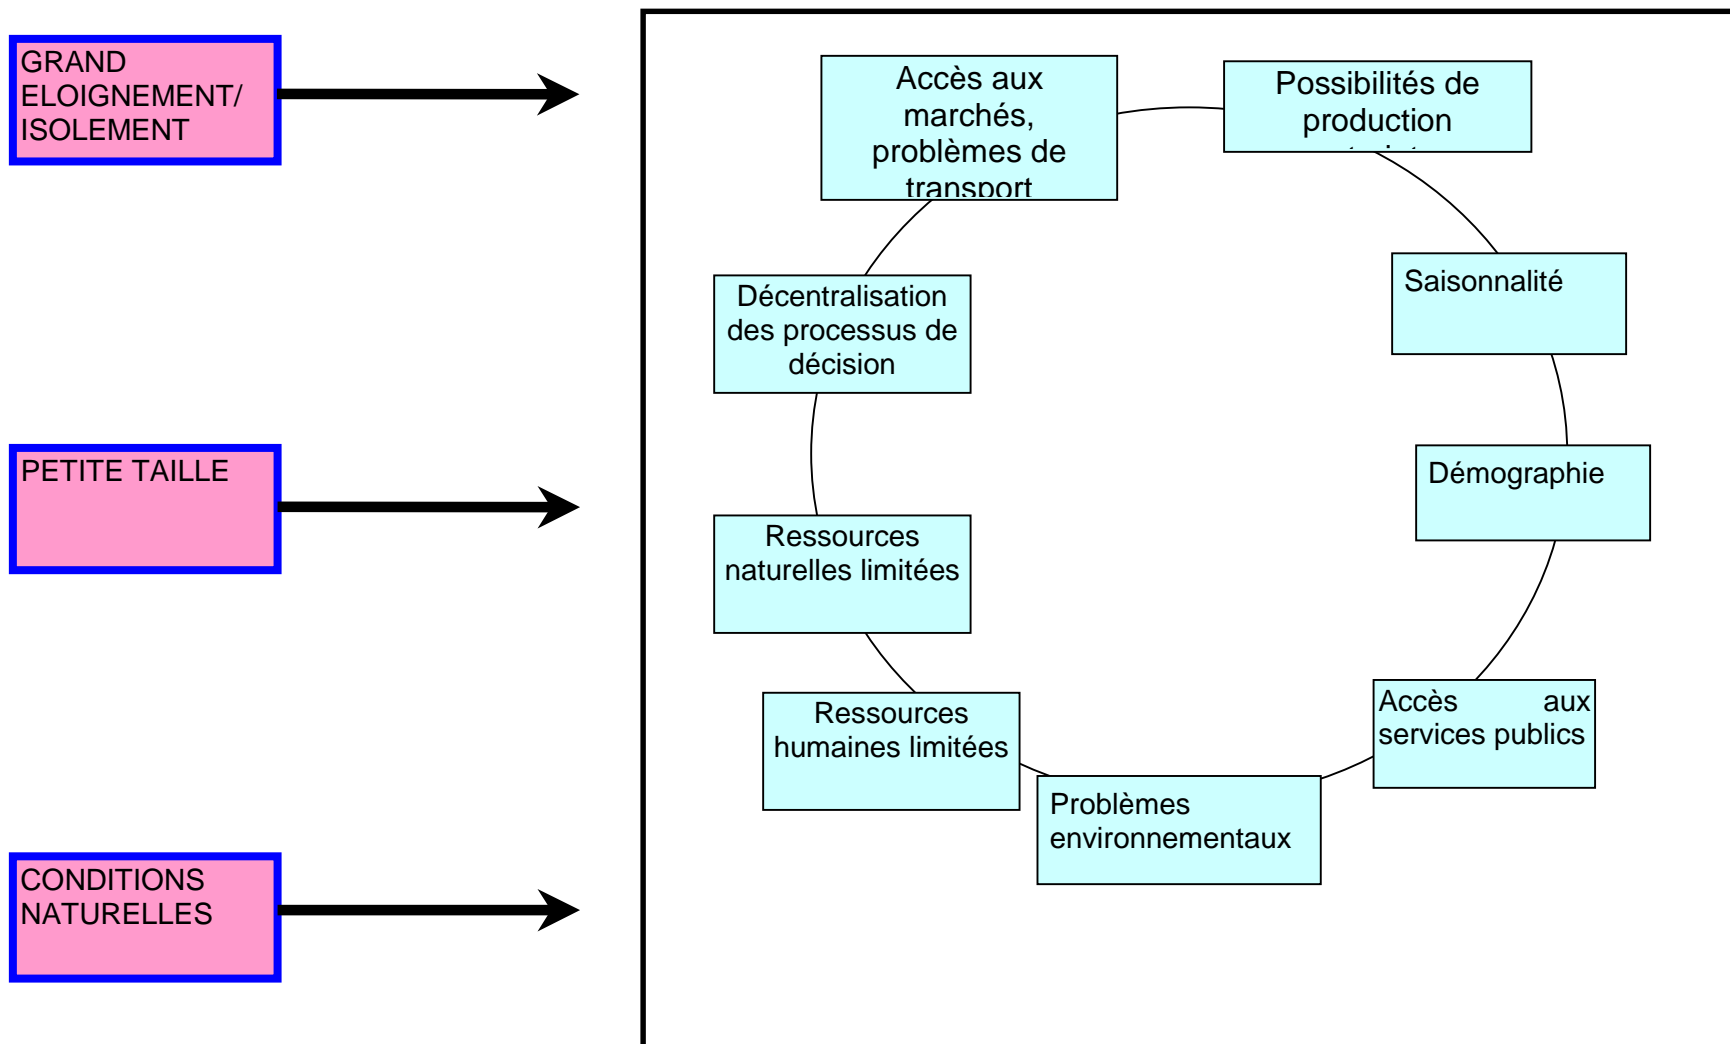 GRAND
ELOIGNEMENT/
ISOLEMENT
PETITE TAILLE
CONDITIONS
NATURELLES
Accès aux
marchés,
problèmes de
transport
Possibilités de
production
Saisonnalité
Démographie
Accès aux
services publics
Problèmes
environnementaux
Ressources
humaines limitées
Ressources
naturelles limitées
Décentralisation
des processus de
décision